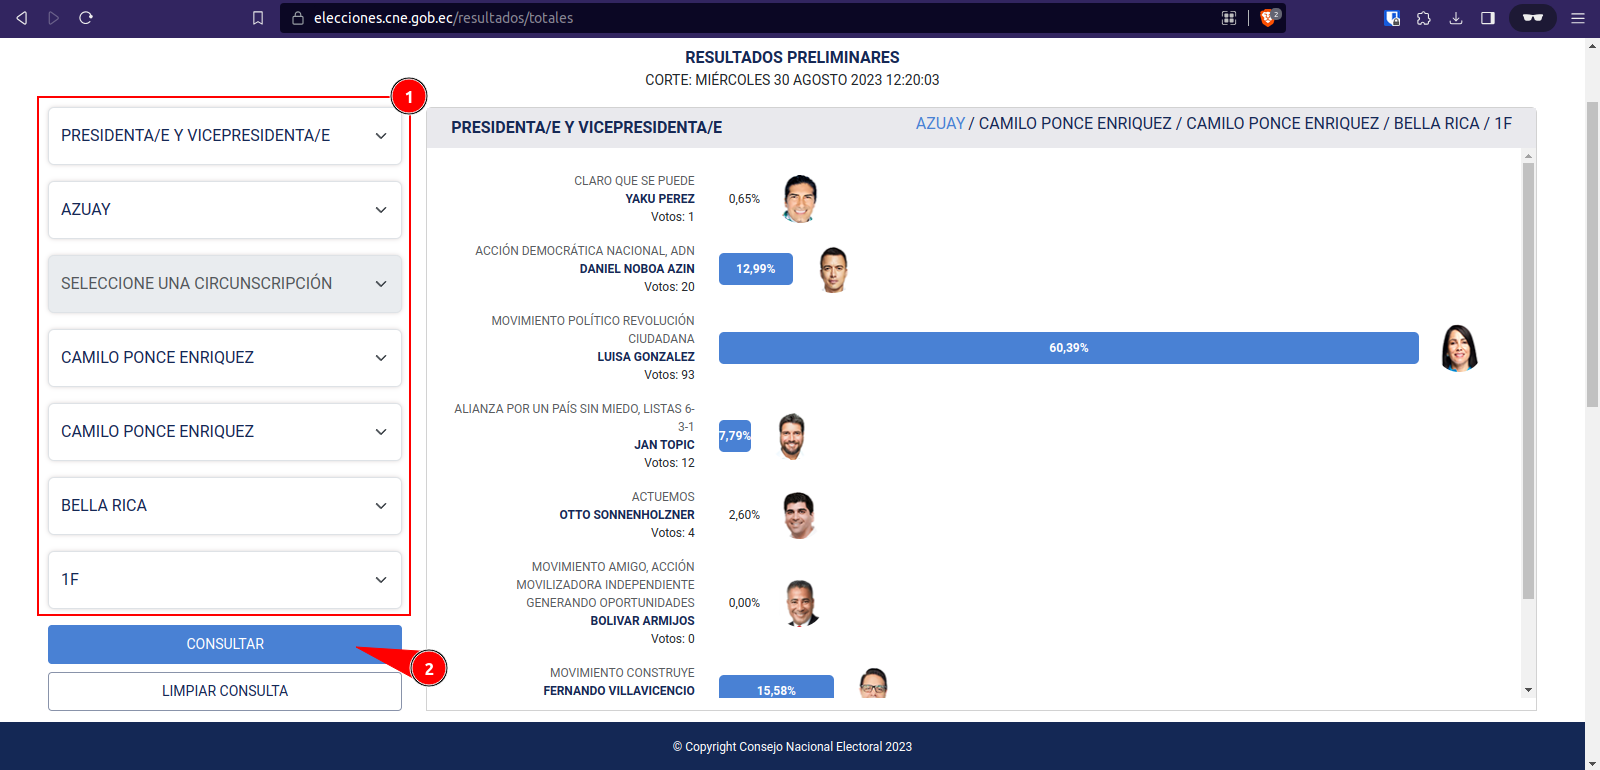 elecciones.cne.gob.ec/resultados/totales
2
RESULTADOS PRELIMINARES
CORTE: MIÉRCOLES 30 AGOSTO 2023 12:20:03
1
PRESIDENTA/E Y VICEPRESIDENTA/E
AZUAY
SELECCIONE UNA CIRCUNSCRIPCIÓN
CAMILO PONCE ENRIQUEZ
CAMILO PONCE ENRIQUEZ
BELLA RICA
1F
CONSULTAR
2
LIMPIAR CONSULTA
PRESIDENTA/E Y VICEPRESIDENTA/E
AZUAY / CAMILO PONCE ENRIQUEZ / CAMILO PONCE ENRIQUEZ / BELLA RICA / 1F
CLARO QUE SE PUEDE
YAKU PEREZ
Votos: 1
0,65%
ACCIÓN DEMOCRÁTICA NACIONAL, ADN
DANIEL NOBOA AZIN
Votos: 20
12,99%
MOVIMIENTO POLÍTICO REVOLUCIÓN
CIUDADANA
LUISA GONZALEZ
Votos: 93
60,39%
ALIANZA POR UN PAÍS SIN MIEDO, LISTAS 6-
3-1
JAN TOPIC
Votos: 12
7,79%
ACTUEMOS
OTTO SONNENHOLZNER
Votos: 4
2,60%
MOVIMIENTO AMIGO, ACCIÓN
MOVILIZADORA INDEPENDIENTE
GENERANDO OPORTUNIDADES
BOLIVAR ARMIJOS
Votos: 0
0,00%
MOVIMIENTO CONSTRUYE
FERNANDO VILLAVICENCIO
15,58%
© Copyright Consejo Nacional Electoral 2023